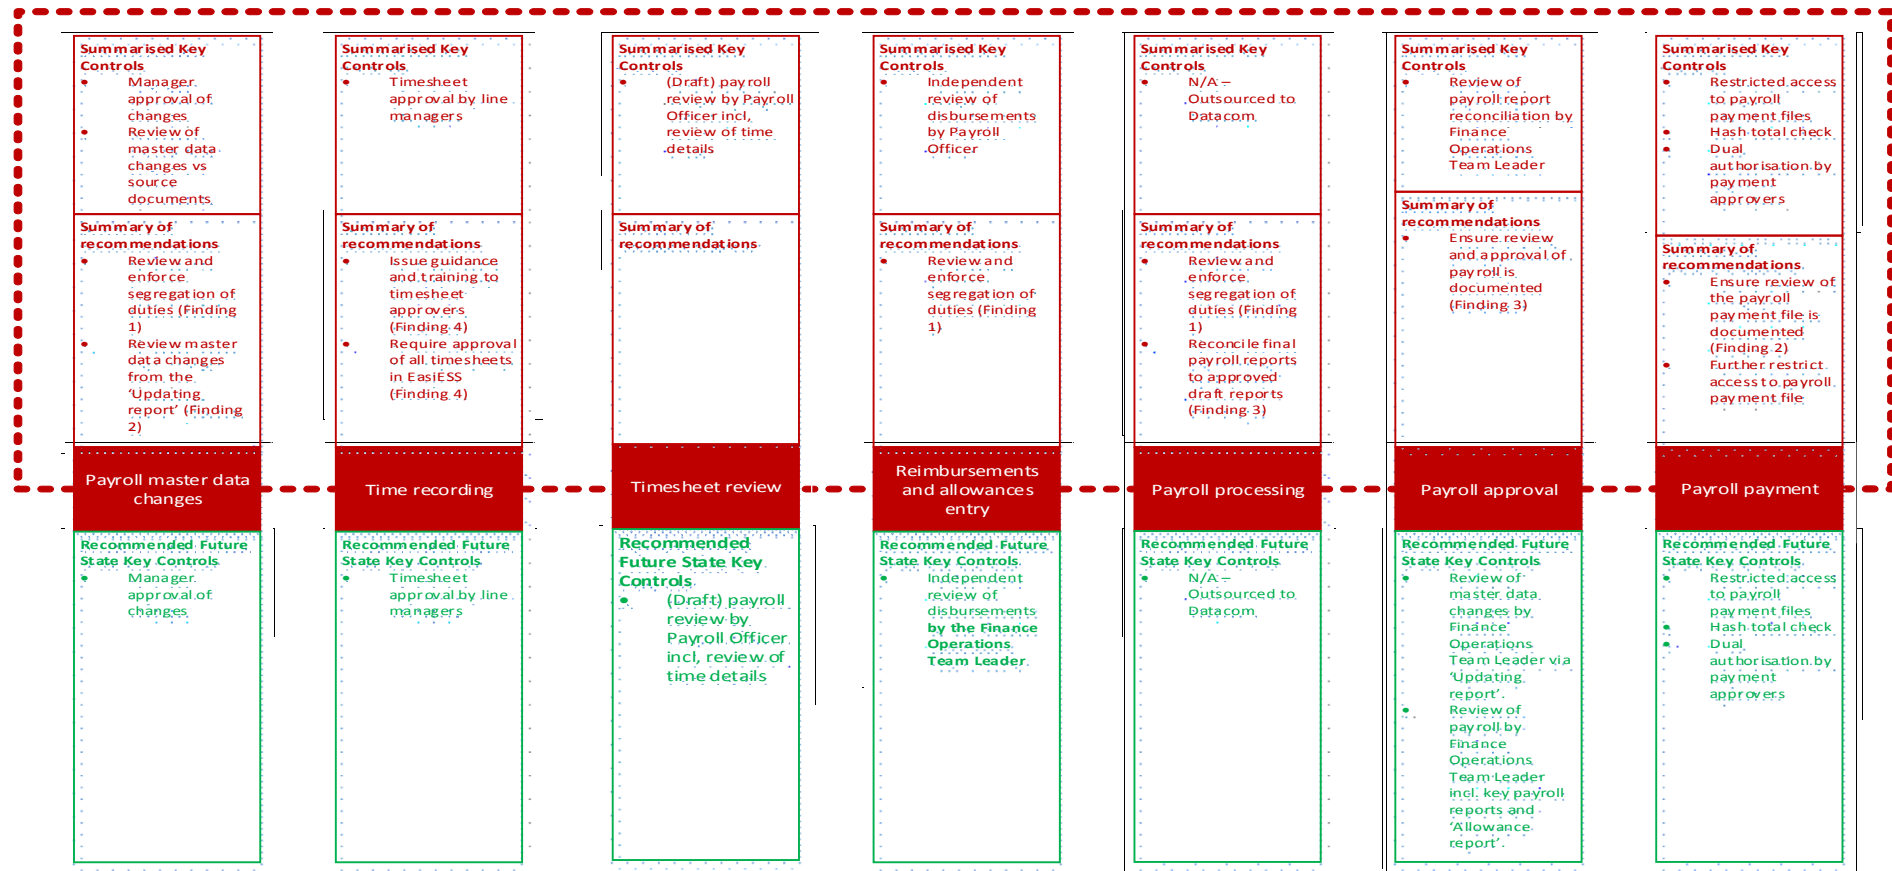 Summarised Key
Controls
• Manager
approval of
changes
• Review of
master data
changes vs
source
documents
Summary of
recommendations
• Review and
enforce
segregation of
duties (Finding
1)
• Review master
data changes
from the
‘Updating
report’ (Finding
2)
Payroll master data
changes
Recommended Future
State Key Controls
• Manager
approval of
changes
Summarised Key
Controls
• Timesheet
approval by line
managers
Summary of
recommendations
• Issue guidance
and training to
timesheet
approvers
(Finding 4)
• Require approval
of all timesheets
in EasiESS
(Finding 4)
Time recording
Recommended Future
State Key Controls
• Timesheet
approval by line
managers
Summarised Key
Controls
• (Draft) payroll
review by Payroll
Officer incl,
review of time
details
Summary of
recommendations
Timesheet review
Recommended
Future State Key
Controls
• (Draft) payroll
review by
Payroll Officer
incl, review of
time details
Summarised Key
Controls
• Independent
review of
disbursements
by Payroll
Officer
Summary of
recommendations
• Review and
enforce
segregation of
duties (Finding
1)
Reimbursements
and allowances
entry
Recommended Future
State Key Controls
• Independent
review of
disbursements
by the Finance
Operations
Team Leader
Summarised Key
Controls
• N/A –
Outsourced to
Datacom
Summary of
recommendations
• Review and
enforce
segregation of
duties (Finding
1)
• Reconcile final
payroll reports
to approved
draft reports
(Finding 3)
Payroll processing
Recommended Future
State Key Controls
• N/A –
Outsourced to
Datacom
Summarised Key
Controls
• Review of
payroll report
reconciliation by
Finance
Operations
Team Leader
Summary of
recommendations
• Ensure review
and approval of
payroll is
documented
(Finding 3)
Payroll approval
Recommended Future
State Key Controls
• Review of
master data
changes by
Finance
Operations
Team Leader via
‘Updating
report’.
• Review of
payroll by
Finance
Operations
Team Leader
incl. key payroll
reports and
‘Allowance
report’.
Summarised Key
Controls
• Restricted access
to payroll
payment files
• Hash total check
• Dual
authorisation by
payment
approvers
Summary of
recommendations
• Ensure review of
the payroll
payment file is
documented
(Finding 2)
• Further restrict
access to payroll
payment file
Payroll payment
Recommended Future
State Key Controls
• Restricted access
to payroll
payment files
• Hash total check
• Dual
authorisation by
payment
approvers